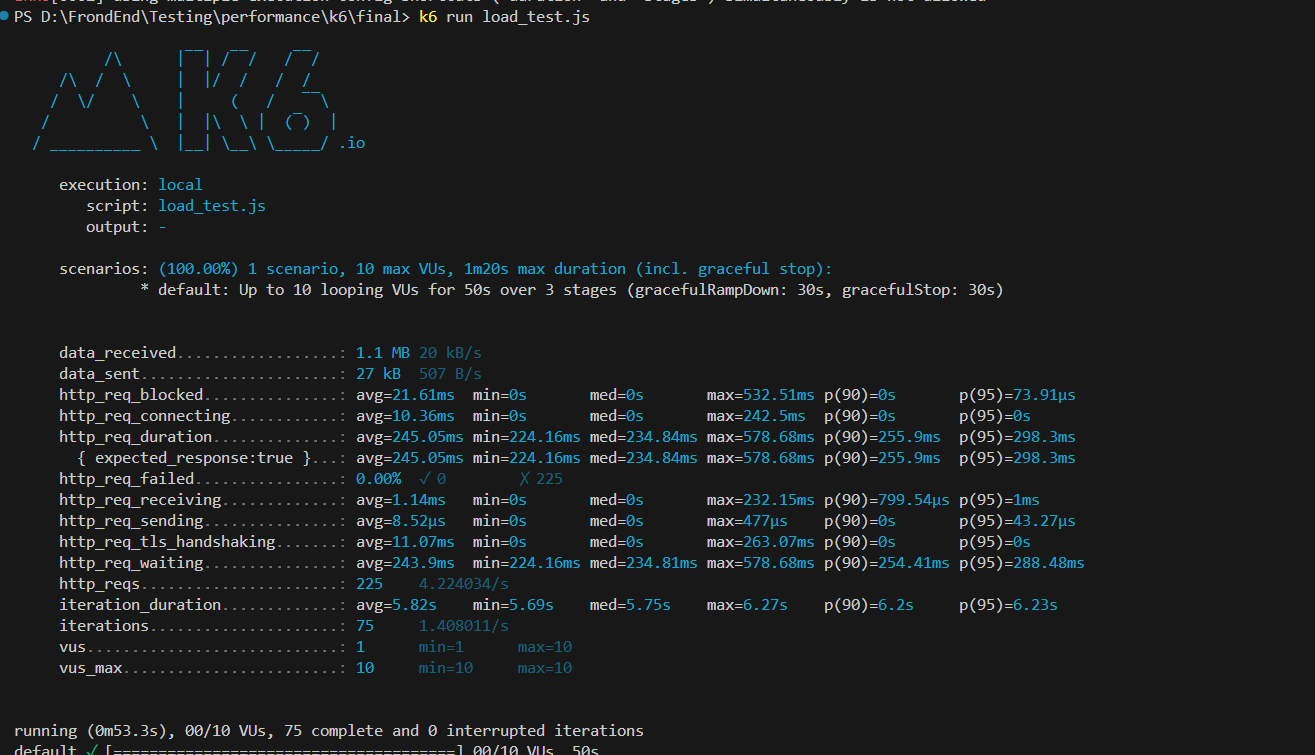 PS D:\FrondEnd\Testing\performance\k6\final> k6 run load_test.js
.io
execution: local
script: load_test.js
output: -
scenarios: (100.00%) 1 scenario, 10 max VUs, 1m20s max duration (incl. graceful stop):
* default: Up to 10 looping VUs for 50s over 3 stages (gracefulRampDown: 30s, gracefulStop: 30s)
data_received..................: 1.1 MB 20 kB/s
data_sent......................: 27 kB 507 B/s
http_req_blocked...............: avg=21.61ms min=0s med=0s max=532.51ms p(90)=0s p(95)=73.91µs
http_req_connecting............: avg=10.36ms min=0s med=0s max=242.5ms p(90)=0s p(95)=0s
http_req_duration..............: avg=245.05ms min=224.16ms med=234.84ms max=578.68ms p(90)=255.9ms p(95)=298.3ms
{ expected_response:true }...: avg=245.05ms min=224.16ms med=234.84ms max=578.68ms p(90)=255.9ms p(95)=298.3ms
http_req_failed................: 0.00% ✓ 0 ✗ 225
http_req_receiving.............: avg=1.14ms min=0s med=0s max=232.15ms p(90)=799.54µs p(95)=1ms
http_req_sending...............: avg=8.52µs min=0s med=0s max=477µs p(90)=0s p(95)=43.27µs
http_req_tls_handshaking.......: avg=11.07ms min=0s med=0s max=263.07ms p(90)=0s p(95)=0s
http_req_waiting...............: avg=243.9ms min=224.16ms med=234.81ms max=578.68ms p(90)=254.41ms p(95)=288.48ms
http_reqs......................: 225 4.224034/s
iteration_duration.............: avg=5.82s min=5.69s med=5.75s max=6.27s p(90)=6.2s p(95)=6.23s
iterations.....................: 75 1.408011/s
vus............................: 1 min=1 max=10
vus_max........................: 10 min=10 max=10
running (0m53.3s), 00/10 VUs, 75 complete and 0 interrupted iterations
default ✓ [======================================] 00/10 VUs 50s